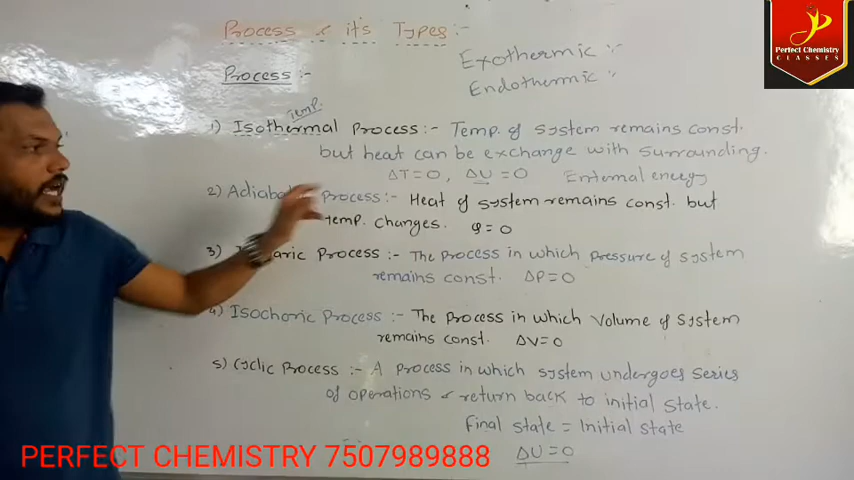 Process & it's Types :-
Exothermic :-
Endothermic :-
Process :-
Temp.
1) Isothermal Process :- Temp. of system remains const.
but heat can be exchange with surrounding.
ΔT=0, ΔU=0 Enternal energy
2) Adiabatic Process :- Heat of system remains const. but
temp. changes. q=0
3) Process :- The process in which pressure of system
remains const. ΔP=0
4) Isochoric Process :- The process in which volume of system
remains const. ΔV=0
5) Cyclic Process :- A process in which system undergoes series
of operations & return back to initial state.
Final state = Initial state
ΔU=0
Perfect Chemistry
CLASSES
PERFECT CHEMISTRY 7507989888